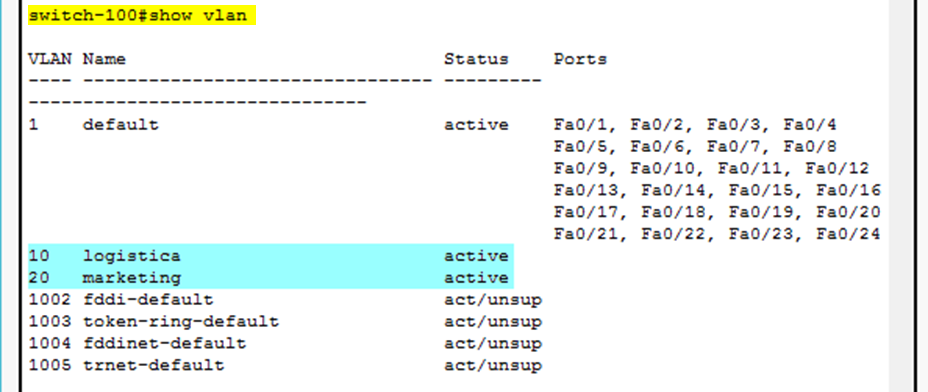 switch-100#show vlan
VLAN Name Status Ports
---- -------------------------------- ---------
-------------------------------
1 default active Fa0/1, Fa0/2, Fa0/3, Fa0/4
Fa0/5, Fa0/6, Fa0/7, Fa0/8
Fa0/9, Fa0/10, Fa0/11, Fa0/12
Fa0/13, Fa0/14, Fa0/15, Fa0/16
Fa0/17, Fa0/18, Fa0/19, Fa0/20
Fa0/21, Fa0/22, Fa0/23, Fa0/24
10 logistica active
20 marketing active
1002 fddi-default act/unsup
1003 token-ring-default act/unsup
1004 fddinet-default act/unsup
1005 trnet-default act/unsup